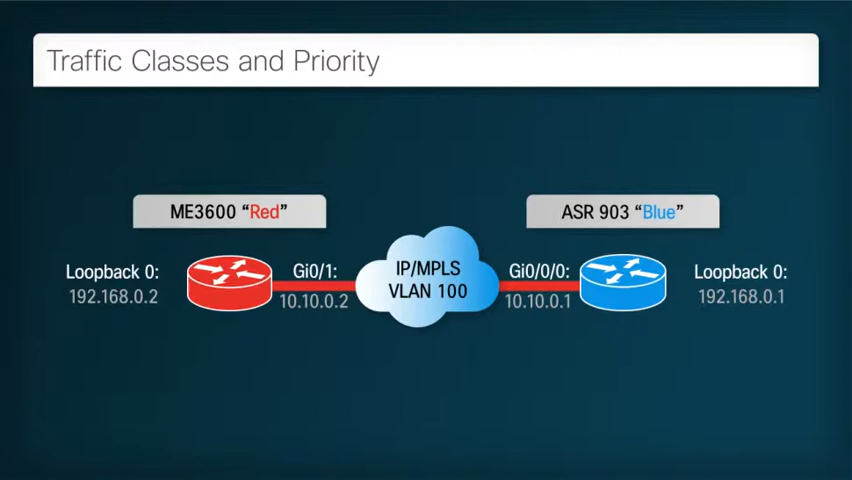 Traffic Classes and Priority
ME3600 “Red”
ASR 903 “Blue”
Loopback 0:
192.168.0.2
Gi0/1:
10.10.0.2
IP/MPLS
VLAN 100
Gi0/0/0:
10.10.0.1
Loopback 0:
192.168.0.1